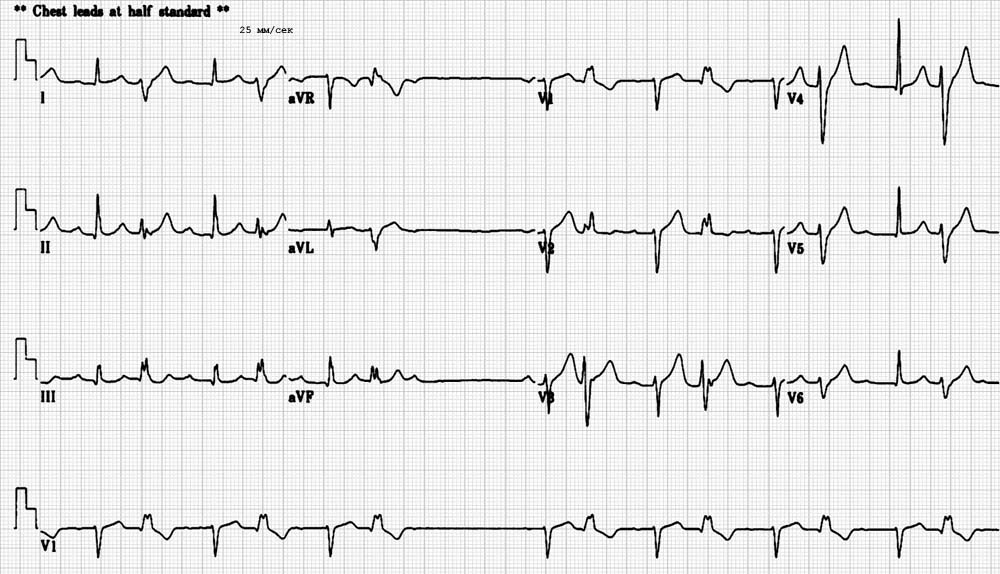 ** Chest leads at half standard **
25 мм/сек
I
aVR
V1
V4
II
aVL
V2
V5
III
aVF
V3
V6
V1